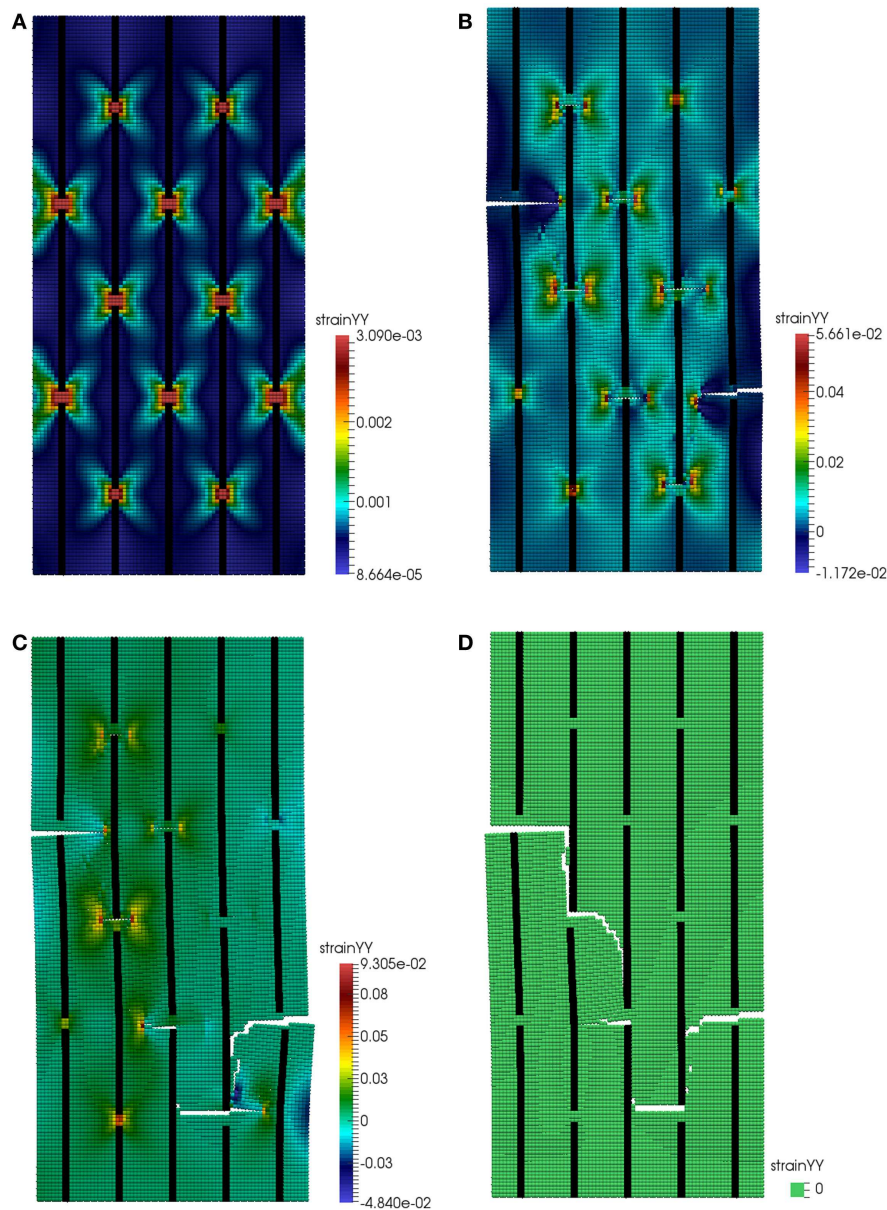 A
strainYY
3.090e-03
0.002
0.001
8.664e-05
B
strainYY
5.661e-02
0.04
0.02
0
-1.172e-02
C
strainYY
9.305e-02
0.08
0.05
0.03
0
-0.03
-4.840e-02
D
strainYY
0